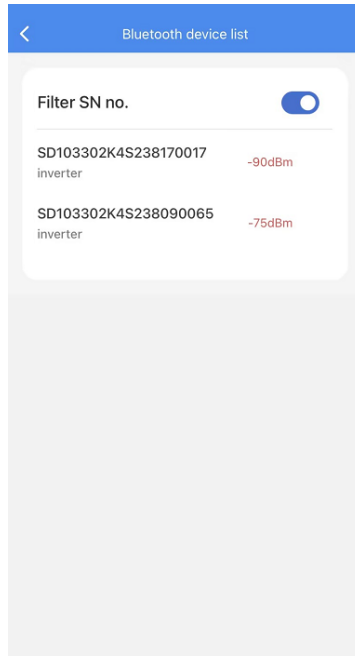 Bluetooth device list
Filter SN no.
SD103302K4S238170017
-90dBm
inverter
SD103302K4S238090065
-75dBm
inverter